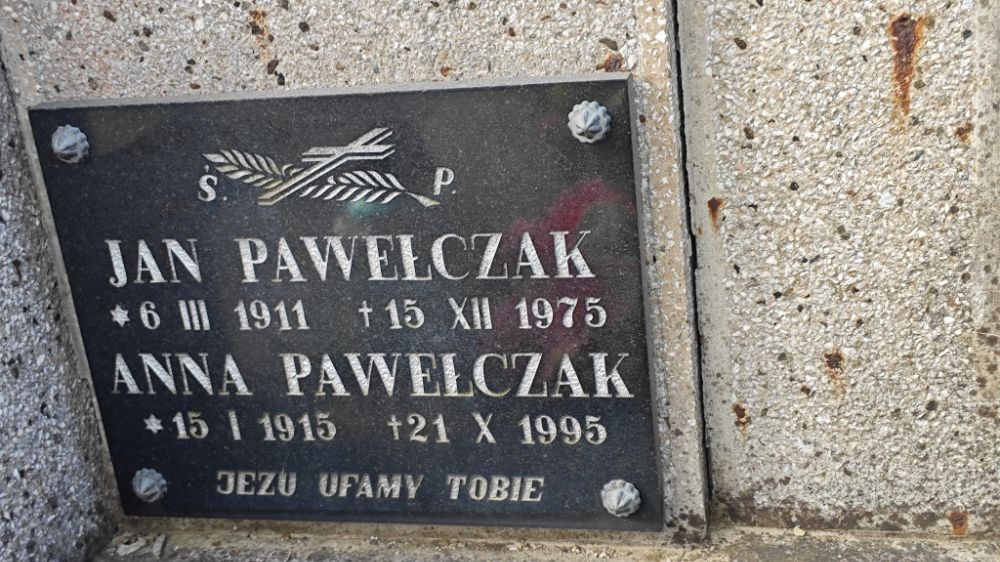 Ś. P.
JAN PAWEŁCZAK
* 6 III 1911 † 15 XII 1975
ANNA PAWEŁCZAK
* 15 I 1915 † 21 X 1995
JEZU UFAMY TOBIE